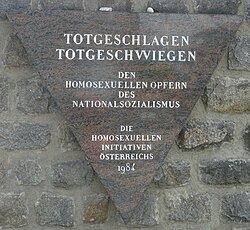 TOTGESCHLAGEN
TOTGESCHWIEGEN
DEN
HOMOSEXUELLEN OPFERN
DES
NATIONALSOZIALISMUS
DIE
HOMOSEXUELLEN
INITIATIVEN
ÖSTERREICHS
1984